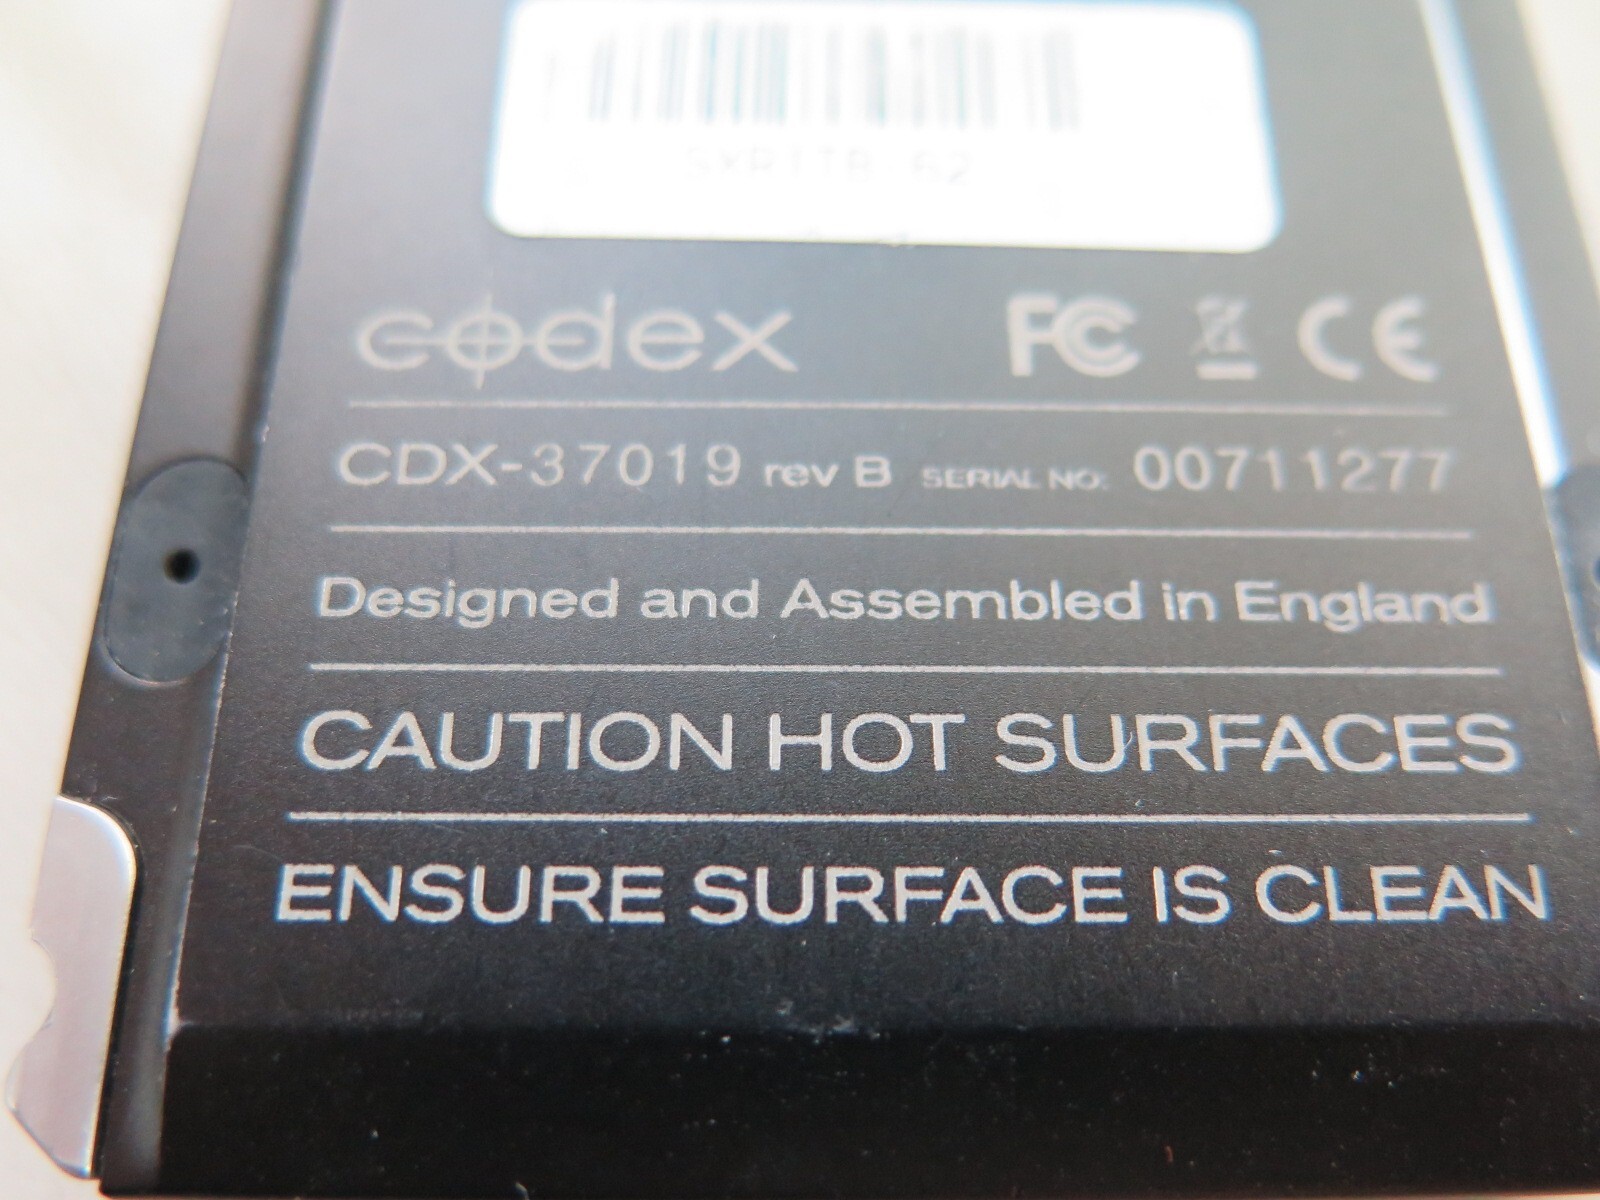 codex FC CE
CDX-37019 rev B SERIAL NO: 00711277
Designed and Assembled in England
CAUTION HOT SURFACES
ENSURE SURFACE IS CLEAN